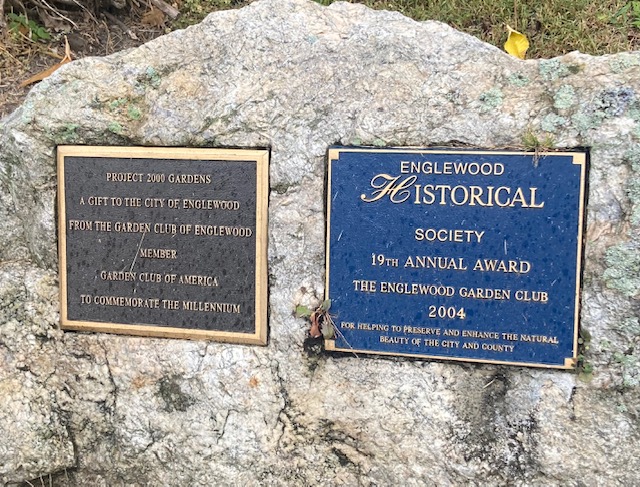 PROJECT 2000 GARDENS
A GIFT TO THE CITY OF ENGLEWOOD
FROM THE GARDEN CLUB OF ENGLEWOOD
MEMBER
GARDEN CLUB OF AMERICA
TO COMMEMORATE THE MILLENNIUM
ENGLEWOOD
HISTORICAL
SOCIETY
19TH ANNUAL AWARD
THE ENGLEWOOD GARDEN CLUB
2004
FOR HELPING TO PRESERVE AND ENHANCE THE NATURAL
BEAUTY OF THE CITY AND COUNTY